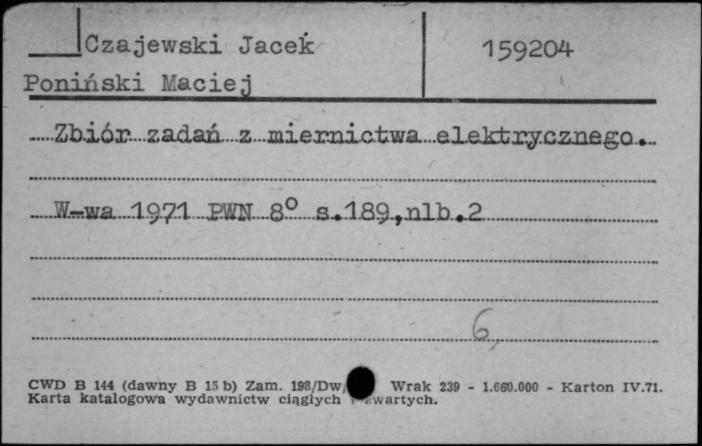 Czajewski Jacek 159204
Poniński Maciej
Zbiór zadań z miernictwa elektrycznego.
W-wa 1971 PWN 8° s.189,nlb.2
6,
CWD B 144 (dawny B 15 b) Zam. 198/Dw, Wrak 239 - 1.660.000 - Karton IV.71.
Karta katalogowa wydawnictw ciągłych